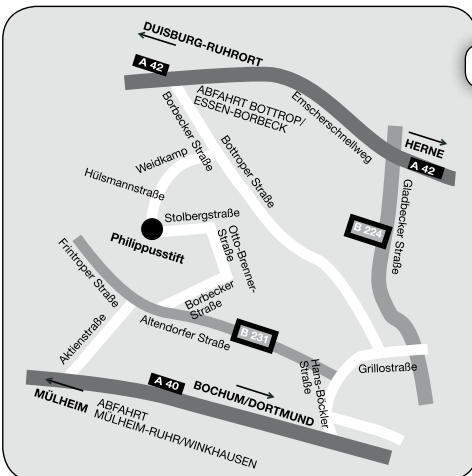 DUISBURG-RUHRORT
A 42
ABFAHRT BOTTROP/
ESSEN-BORBECK
Emscherschnellweg
HERNE
A 42
Borbecker Straße
Bottroper Straße
Weidkamp
Hülsmannstraße
Stolbergstraße
Philippusstift
Otto-Brenner-
Straße
Gladbecker Straße
B 224
Frintroper Straße
Borbecker
Straße
Aktienstraße
Altendorfer Straße
B 231
Hans-Böckler
Straße
Grillostraße
A 40
BOCHUM/DORTMUND
MÜLHEIM
ABFAHRT
MÜLHEIM-RUHR/WINKHAUSEN